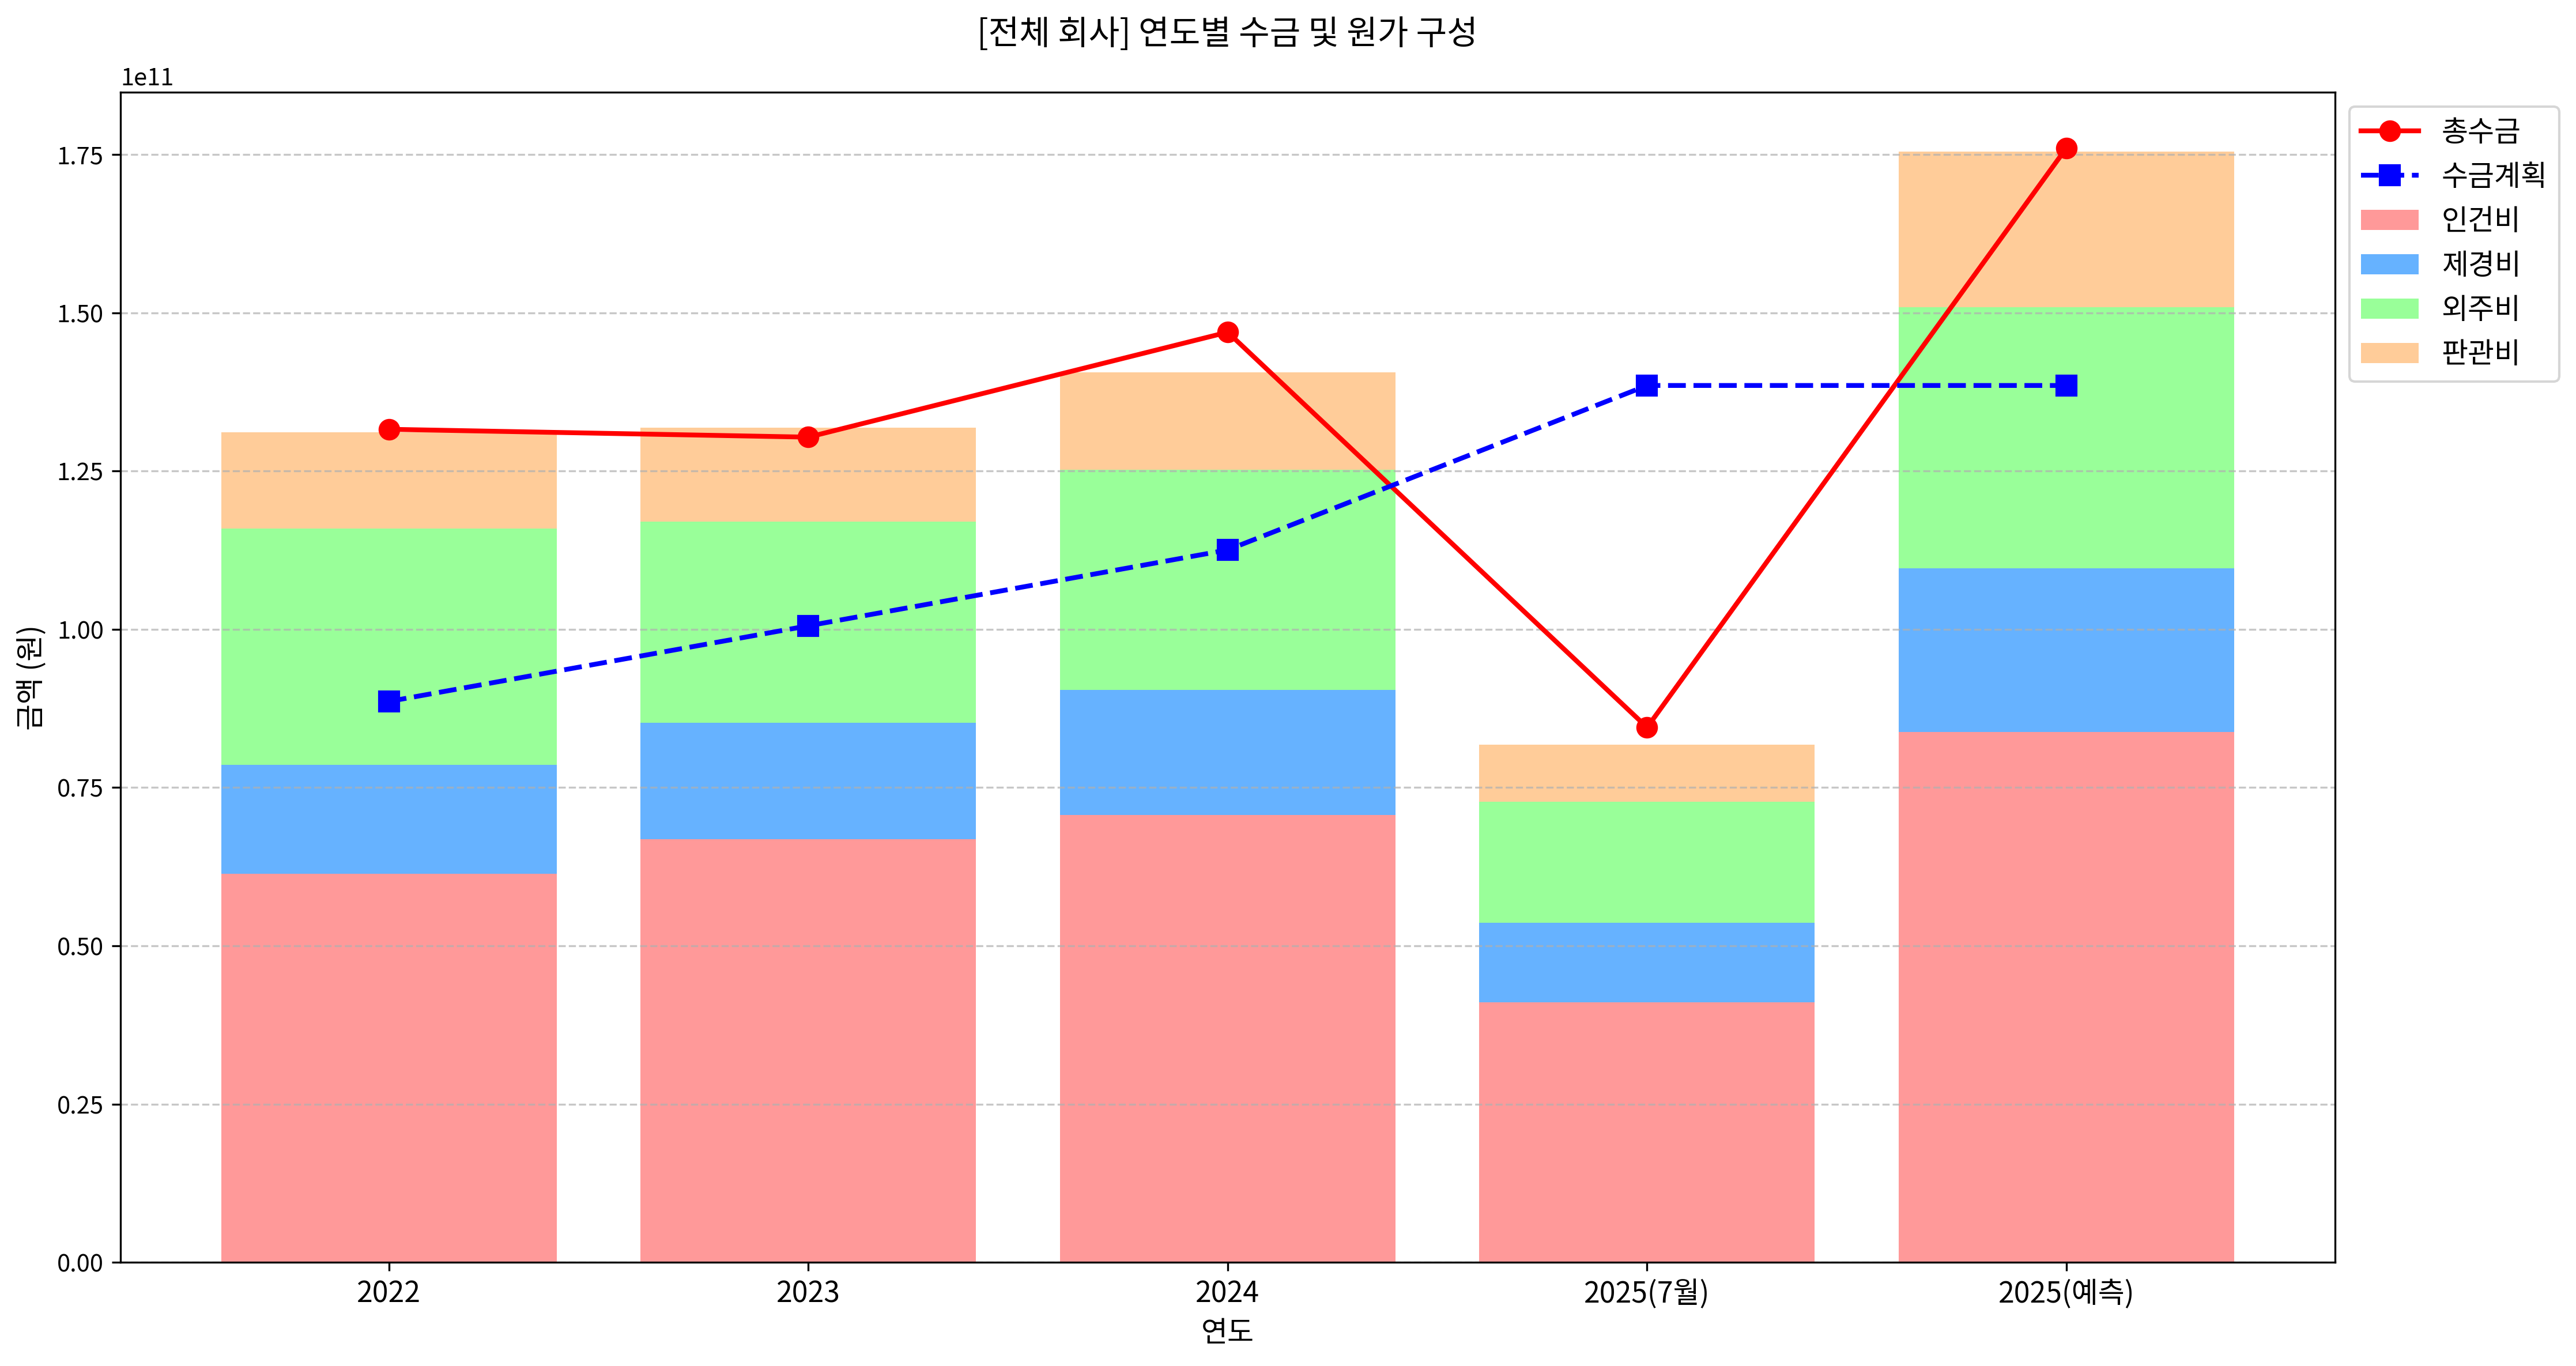 [전체 회사] 연도별 수금 및 원가 구성
1e11
1.75
1.50
1.25
1.00
0.75
0.50
0.25
0.00
금액 (원)
2022
2023
2024
2025(7월)
2025(예측)
연도
총수금
수금계획
인건비
제경비
외주비
판관비